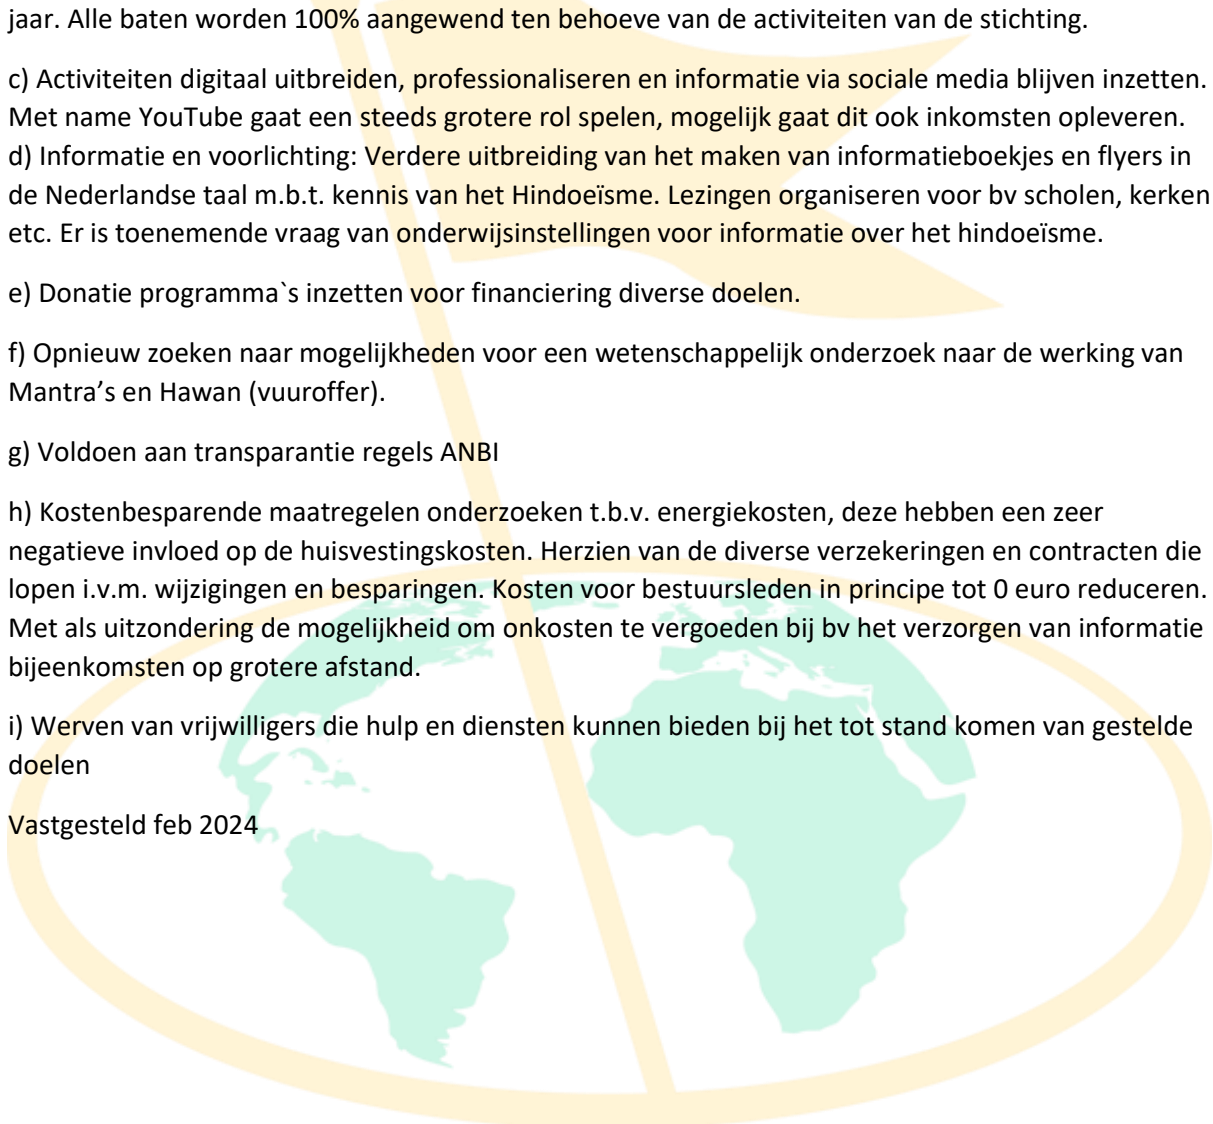 jaar. Alle baten worden 100% aangewend ten behoeve van de activiteiten van de stichting.
c) Activiteiten digitaal uitbreiden, professionaliseren en informatie via sociale media blijven inzetten.
Met name YouTube gaat een steeds grotere rol spelen, mogelijk gaat dit ook inkomsten opleveren.
d) Informatie en voorlichting: Verdere uitbreiding van het maken van informatieboekjes en flyers in
de Nederlandse taal m.b.t. kennis van het Hindoeïsme. Lezingen organiseren voor bv scholen, kerken
etc. Er is toenemende vraag van onderwijsinstellingen voor informatie over het hindoeïsme.
e) Donatie programma`s inzetten voor financiering diverse doelen.
f) Opnieuw zoeken naar mogelijkheden voor een wetenschappelijk onderzoek naar de werking van
Mantra’s en Hawan (vuuroffer).
g) Voldoen aan transparantie regels ANBI
h) Kostenbesparende maatregelen onderzoeken t.b.v. energiekosten, deze hebben een zeer
negatieve invloed op de huisvestingskosten. Herzien van de diverse verzekeringen en contracten die
lopen i.v.m. wijzigingen en besparingen. Kosten voor bestuursleden in principe tot 0 euro reduceren.
Met als uitzondering de mogelijkheid om onkosten te vergoeden bij bv het verzorgen van informatie
bijeenkomsten op grotere afstand.
i) Werven van vrijwilligers die hulp en diensten kunnen bieden bij het tot stand komen van gestelde
doelen
Vastgesteld feb 2024